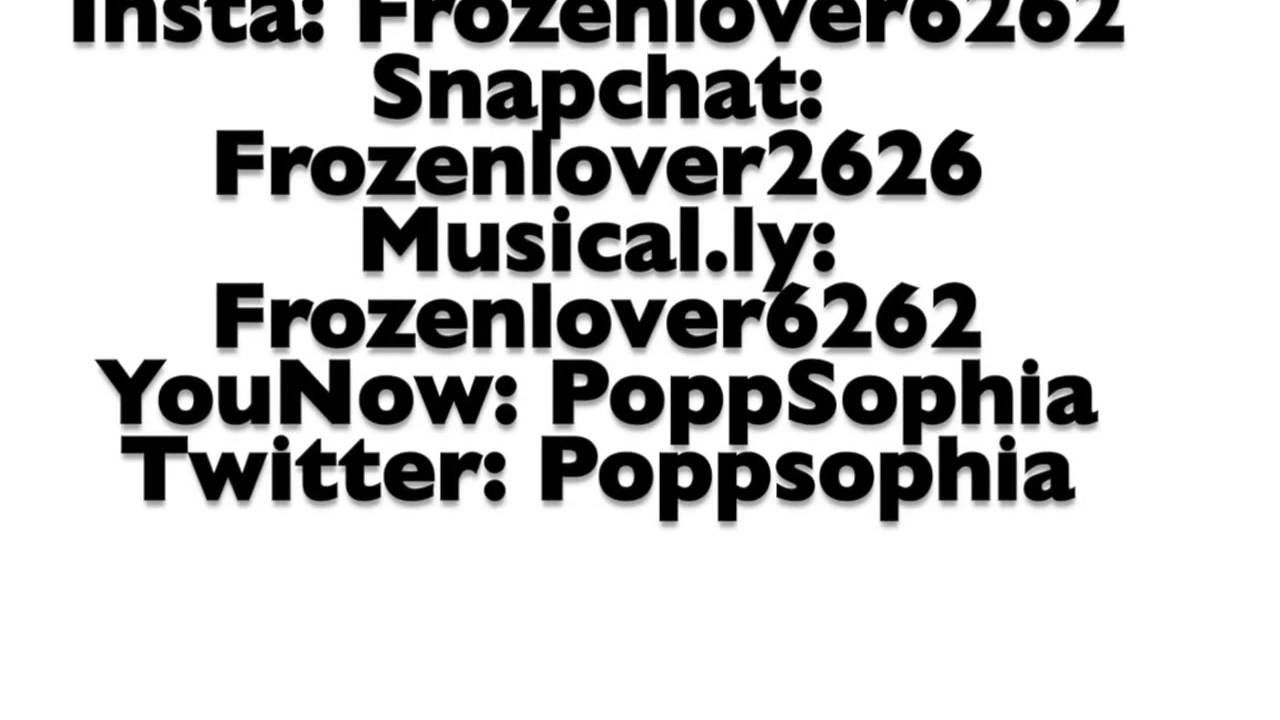 Insta: Frozenlover6262
Snapchat:
Frozenlover2626
Musical.ly:
Frozenlover6262
YouNow: PoppSophia
Twitter: Poppsophia